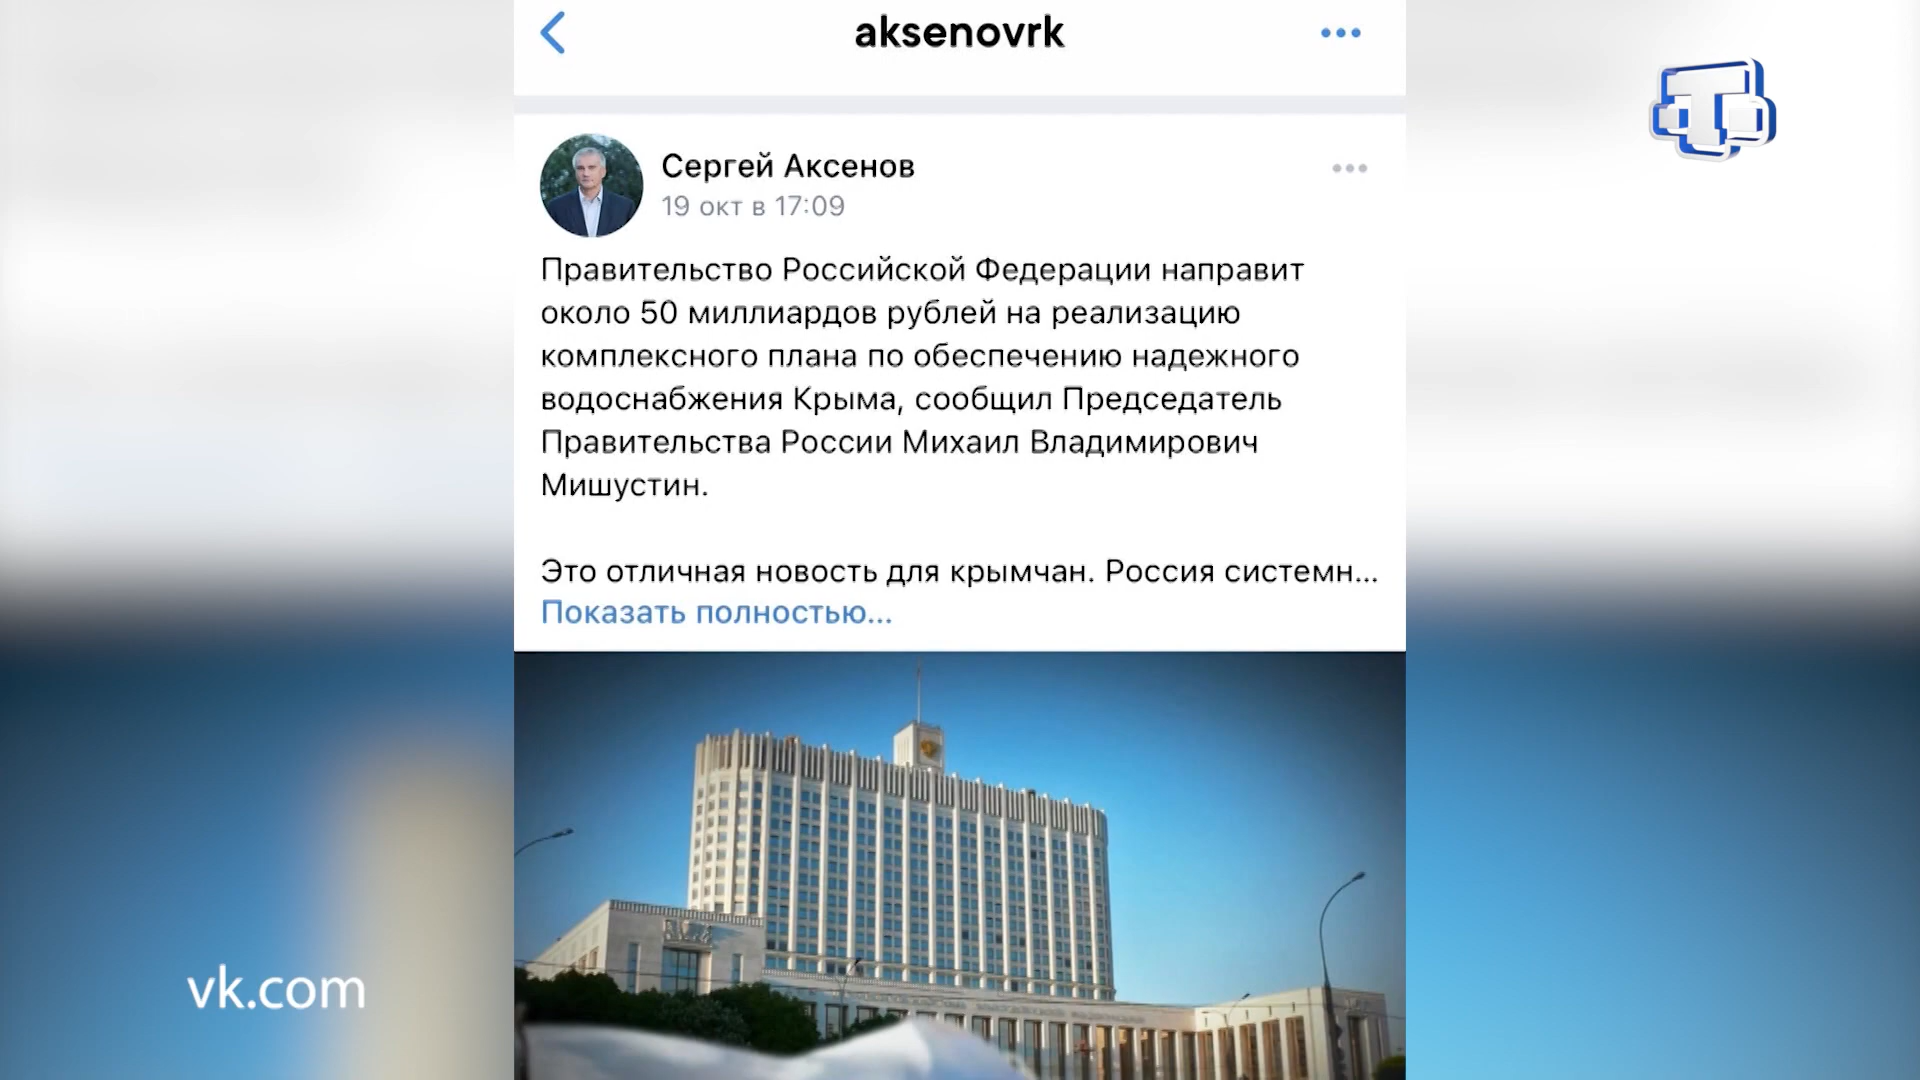 aksenovrk
Сергей Аксенов
19 окт в 17:09
Правительство Российской Федерации направит
около 50 миллиардов рублей на реализацию
комплексного плана по обеспечению надежного
водоснабжения Крыма, сообщил Председатель
Правительства России Михаил Владимирович
Мишустин.
Это отличная новость для крымчан. Россия системн...
Показать полностью...
vk.com